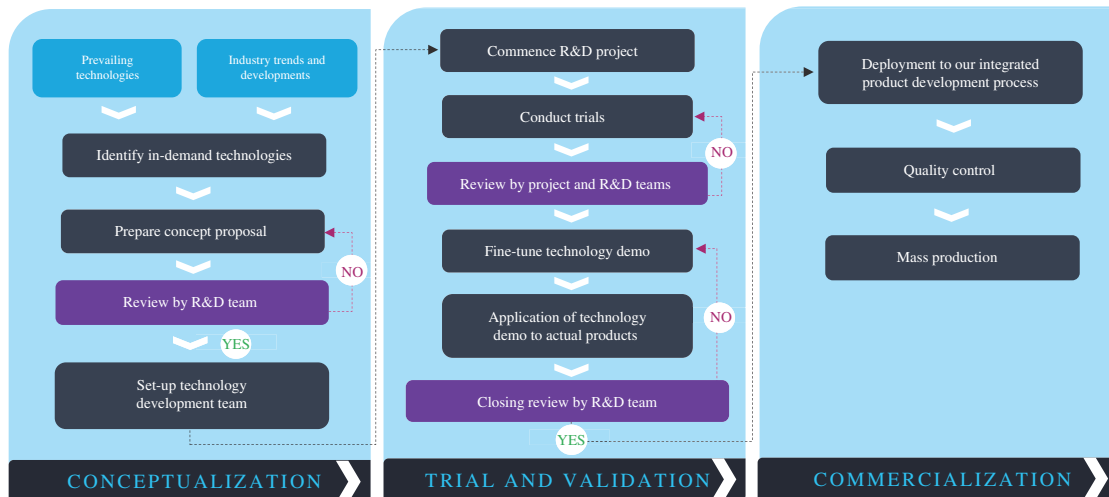 Prevailing
technologies
Industry trends and
developments
Identify in-demand technologies
Prepare concept proposal
NO
Review by R&D team
YES
Set-up technology
development team
CONCEPTUALIZATION
Commence R&D project
Conduct trials
NO
Review by project and R&D teams
Fine-tune technology demo
Application of technology
demo to actual products
NO
Closing review by R&D team
YES
TRIAL AND VALIDATION
Deployment to our integrated
product development process
Quality control
Mass production
COMMERCIALIZATION